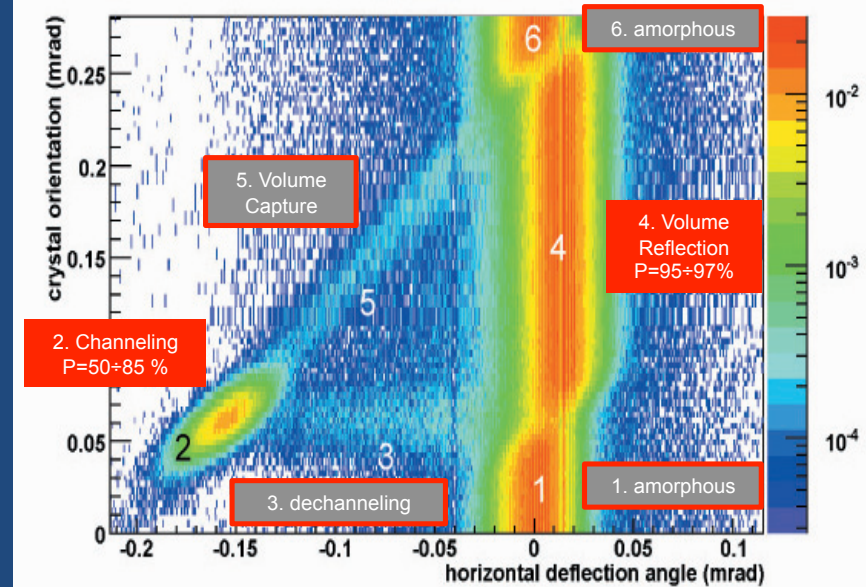 crystal orientation (mrad)
0.25
0.2
0.15
0.05
0
6
6. amorphous
5. Volume
Capture
4
4. Volume
Reflection
P=95÷97%
5
2. Channeling
P=50÷85 %
2
3
3. dechanneling
1
1. amorphous
10-2
10-3
10-4
-0.2
-0.15
-0.1
-0.05
0
0.05
0.1
horizontal deflection angle (mrad)